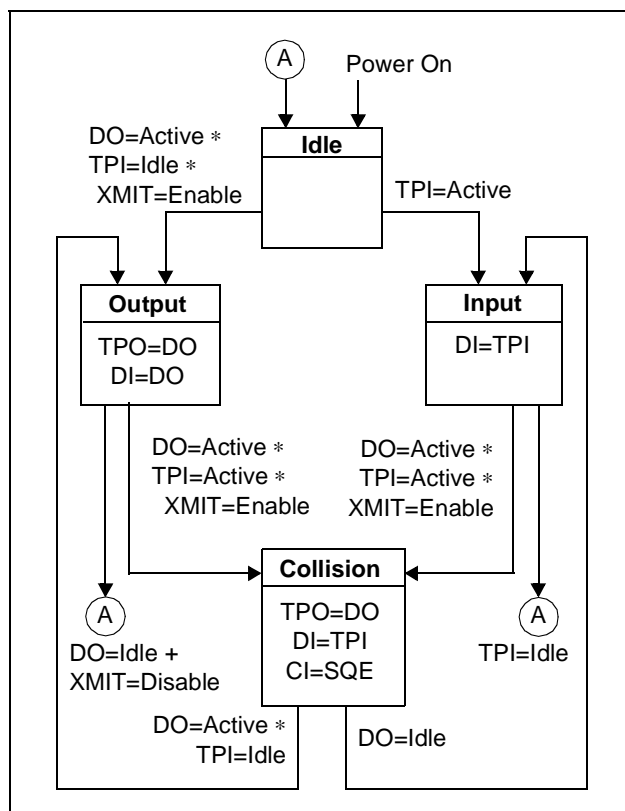 A
Power On
DO=Active *
TPI=Idle *
XMIT=Enable
Idle
TPI=Active
Output
TPO=DO
DI=DO
Input
DI=TPI
DO=Active *
TPI=Active *
XMIT=Enable
DO=Active *
TPI=Active *
XMIT=Enable
Collision
TPO=DO
DI=TPI
CI=SQE
A
DO=Idle +
XMIT=Disable
A
TPI=Idle
DO=Active *
TPI=Idle
DO=Idle